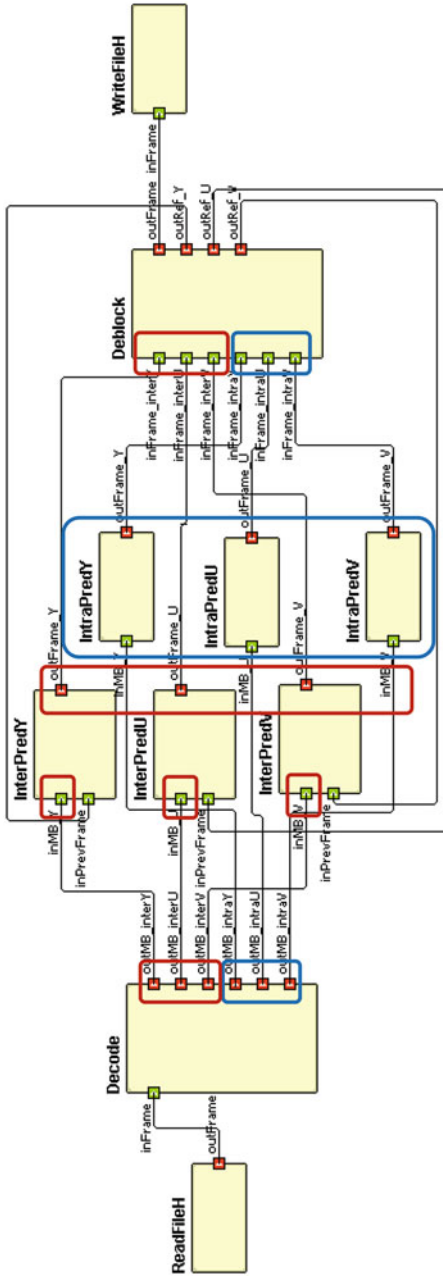 ReadFileH
outFrame
inFrame
Decode
outMB_interY
outMB_interU
outMB_interV
outMB_intraY
outMB_intraU
outMB_intraV
InterPredY
inMB_Y
inPrevFrame
outFrame_Y
InterPredU
inMB_U
inPrevFrame
outFrame_U
InterPredV
inMB_V
inPrevFrame
outFrame_V
IntraPredY
inMB_Y
outFrame_Y
IntraPredU
inMB_U
outFrame_U
IntraPredV
inMB_V
outFrame_V
Deblock
inFrame_interY
inFrame_interU
inFrame_interV
inFrame_intraY
inFrame_intraU
inFrame_intraV
outFrame
outRef_Y
outRef_U
outRef_V
WriteFileH
inFrame